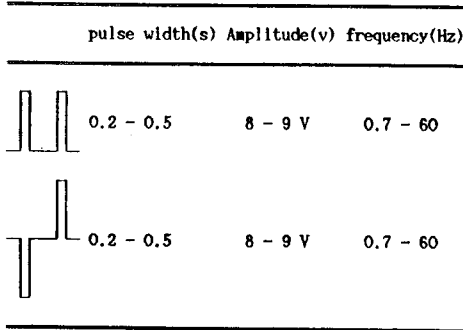 pulse width(s) Amplitude(v) frequency(Hz)
0.2 - 0.5 8 - 9 V 0.7 - 60
0.2 - 0.5 8 - 9 V 0.7 - 60